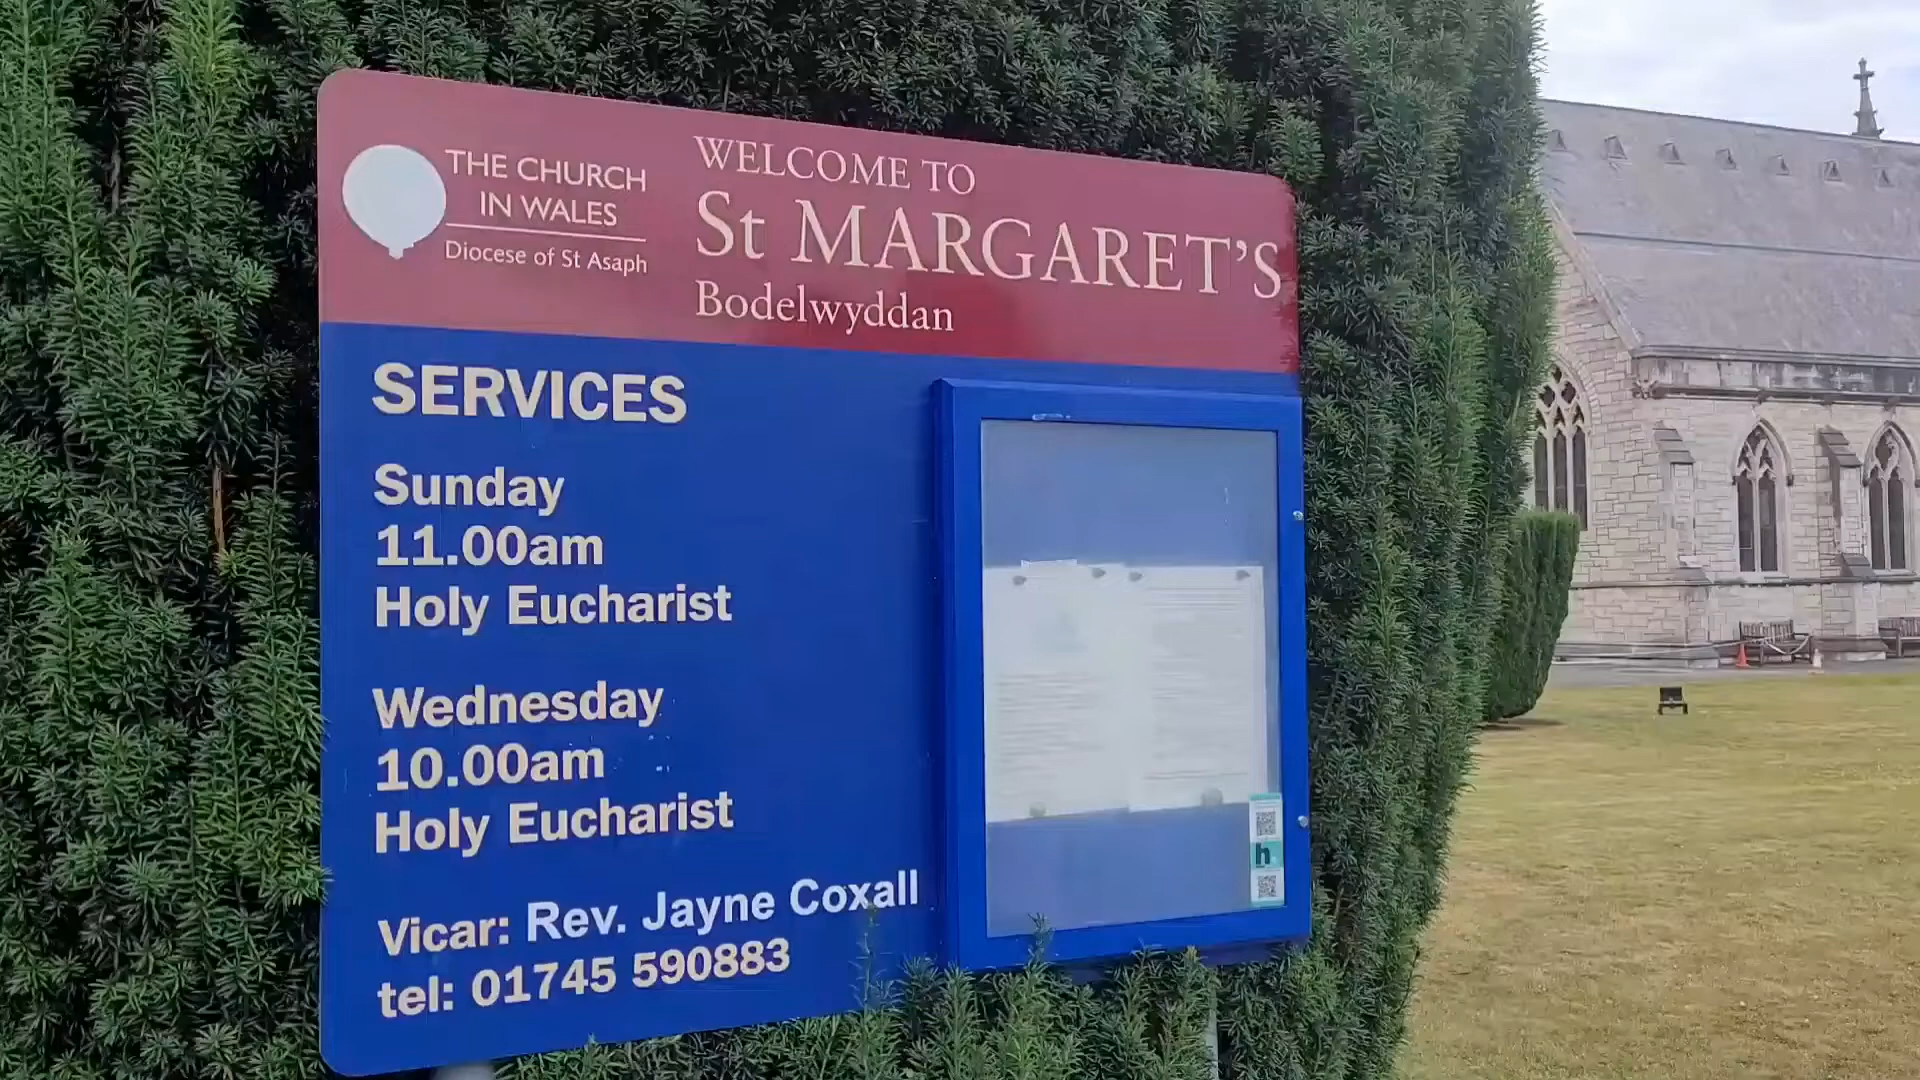 THE CHURCH
IN WALES
Diocese of St Asaph
WELCOME TO
St MARGARET'S
Bodelwyddan
SERVICES
Sunday
11.00am
Holy Eucharist
Wednesday
10.00am
Holy Eucharist
Vicar: Rev. Jayne Coxall
tel: 01745 590883
h